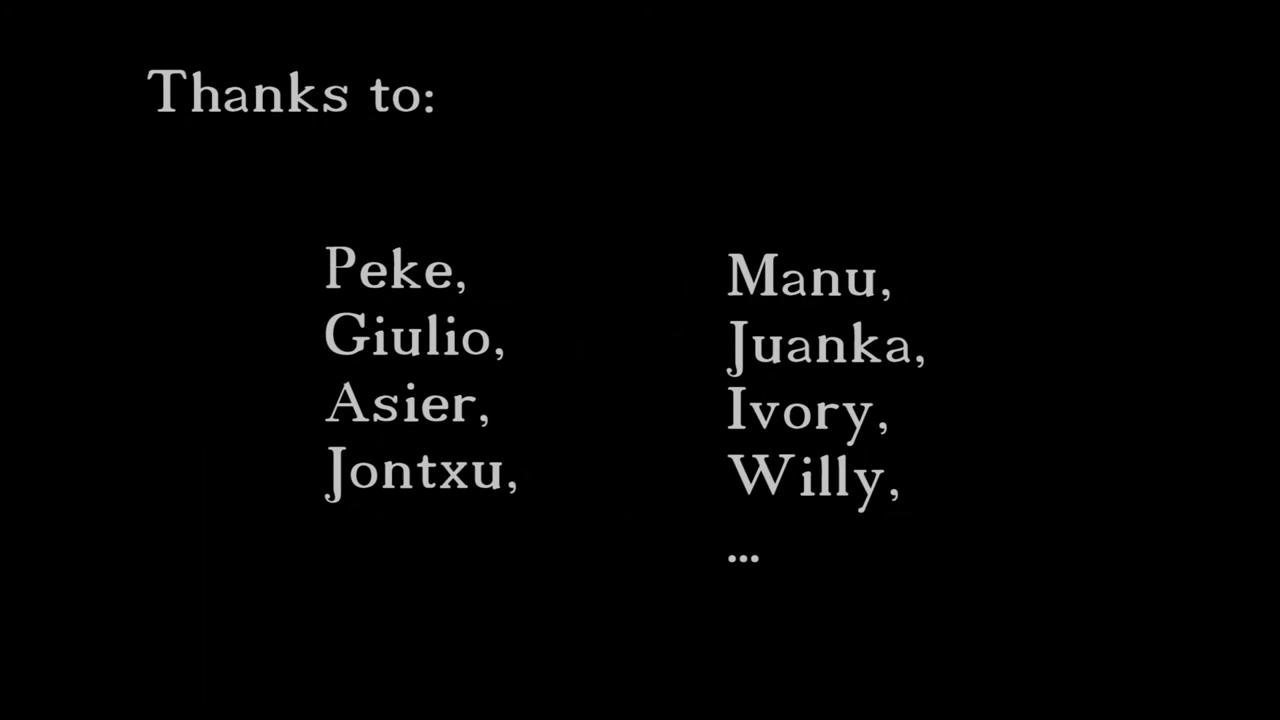 Thanks to:
Peke,
Giulio,
Asier,
Jontxu,
Manu,
Juanka,
Ivory,
Willy,
...